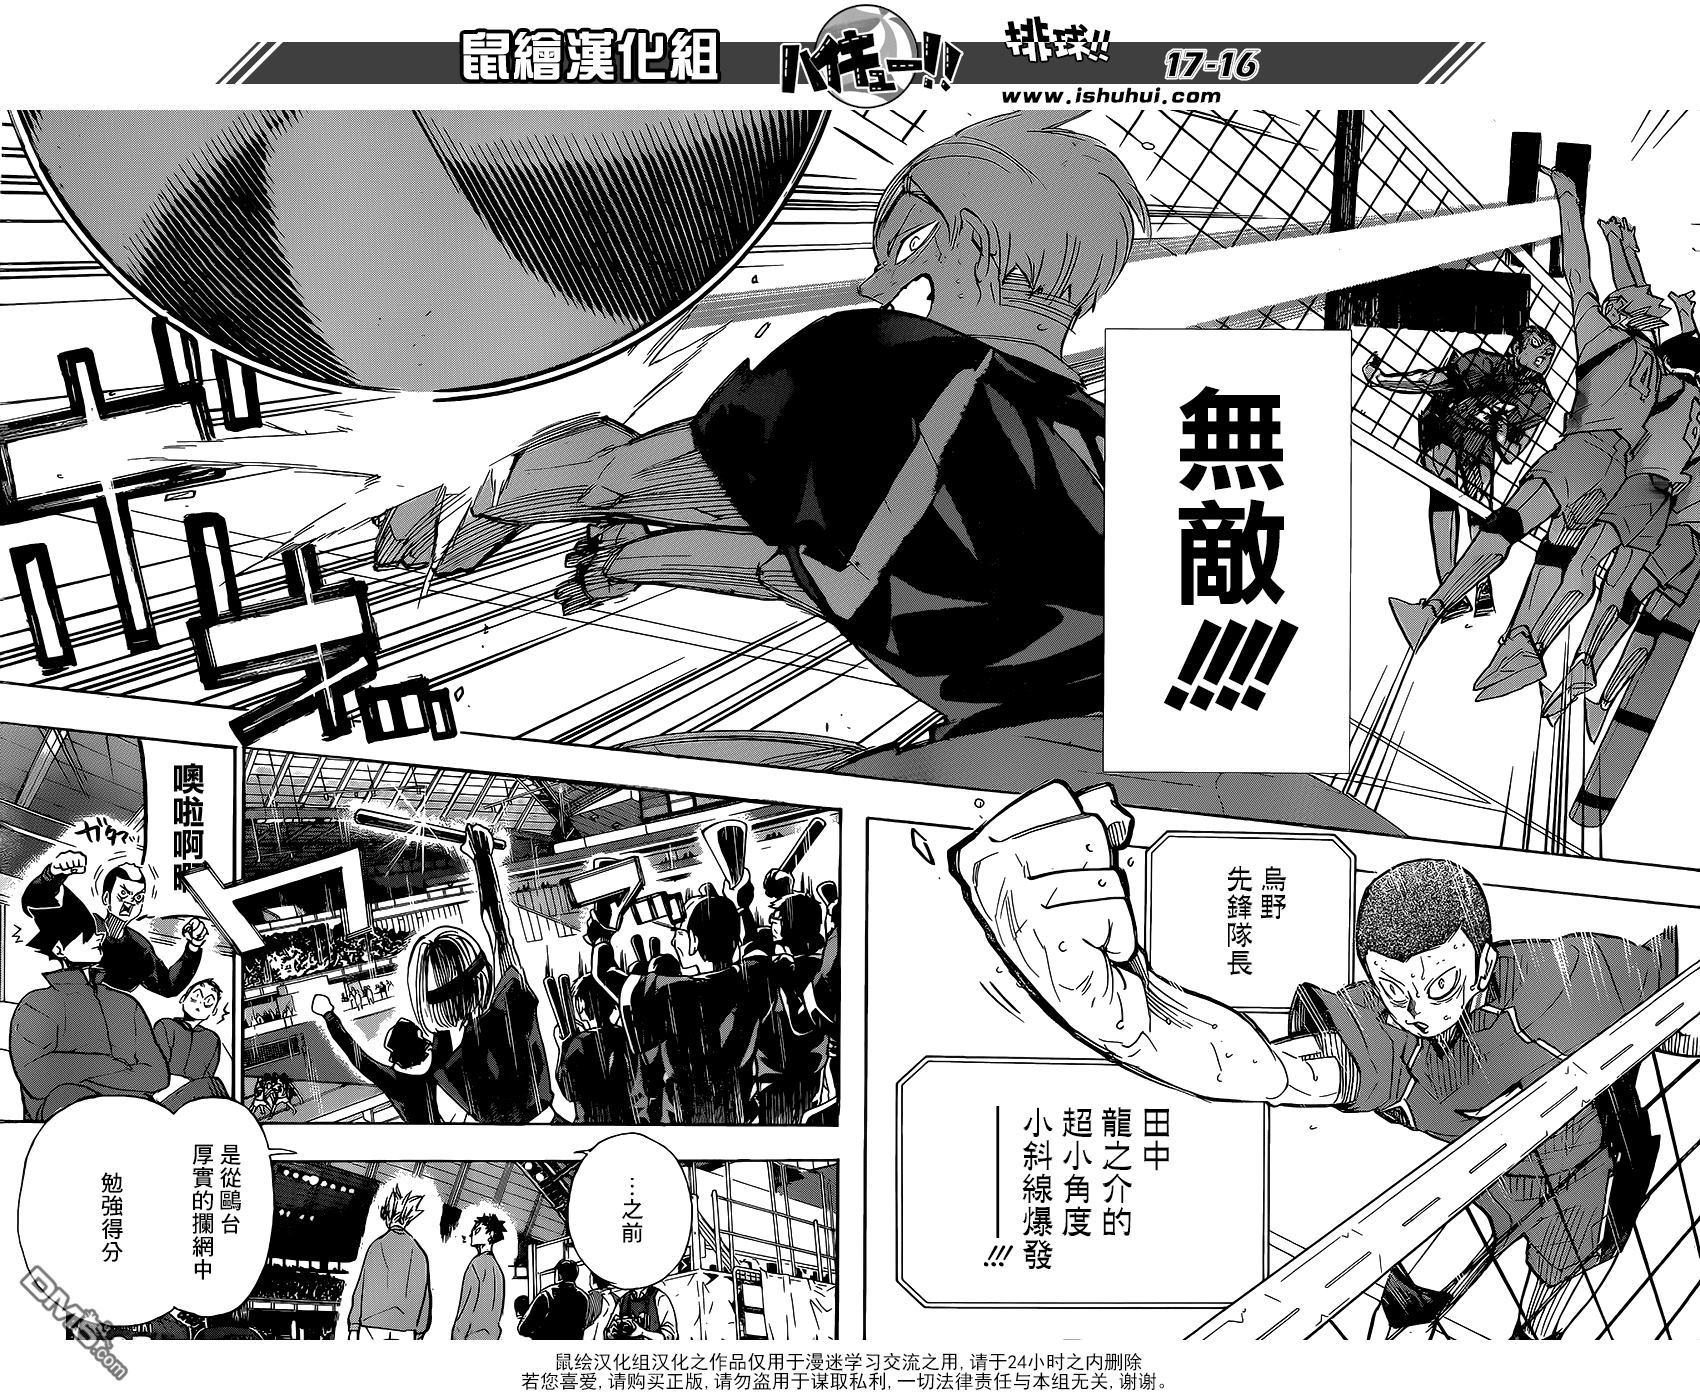 鼠繪漢化組
ハイキュー!!
排球!!
17-16
www.ishuhui.com
無敵!!!!
烏野
先鋒隊長
田中
龍之介的
超小角度
小斜線爆發
——!!!
噢啦啊
ガタッ
…之前
是從鷗台
厚實的攔網中
勉強得分
鼠绘汉化组汉化之作品仅用于漫迷学习交流之用, 请于24小时之内删除
若您喜爱, 请购买正版, 请勿盗用于谋取私利, 一切法律责任与本组无关, 谢谢。